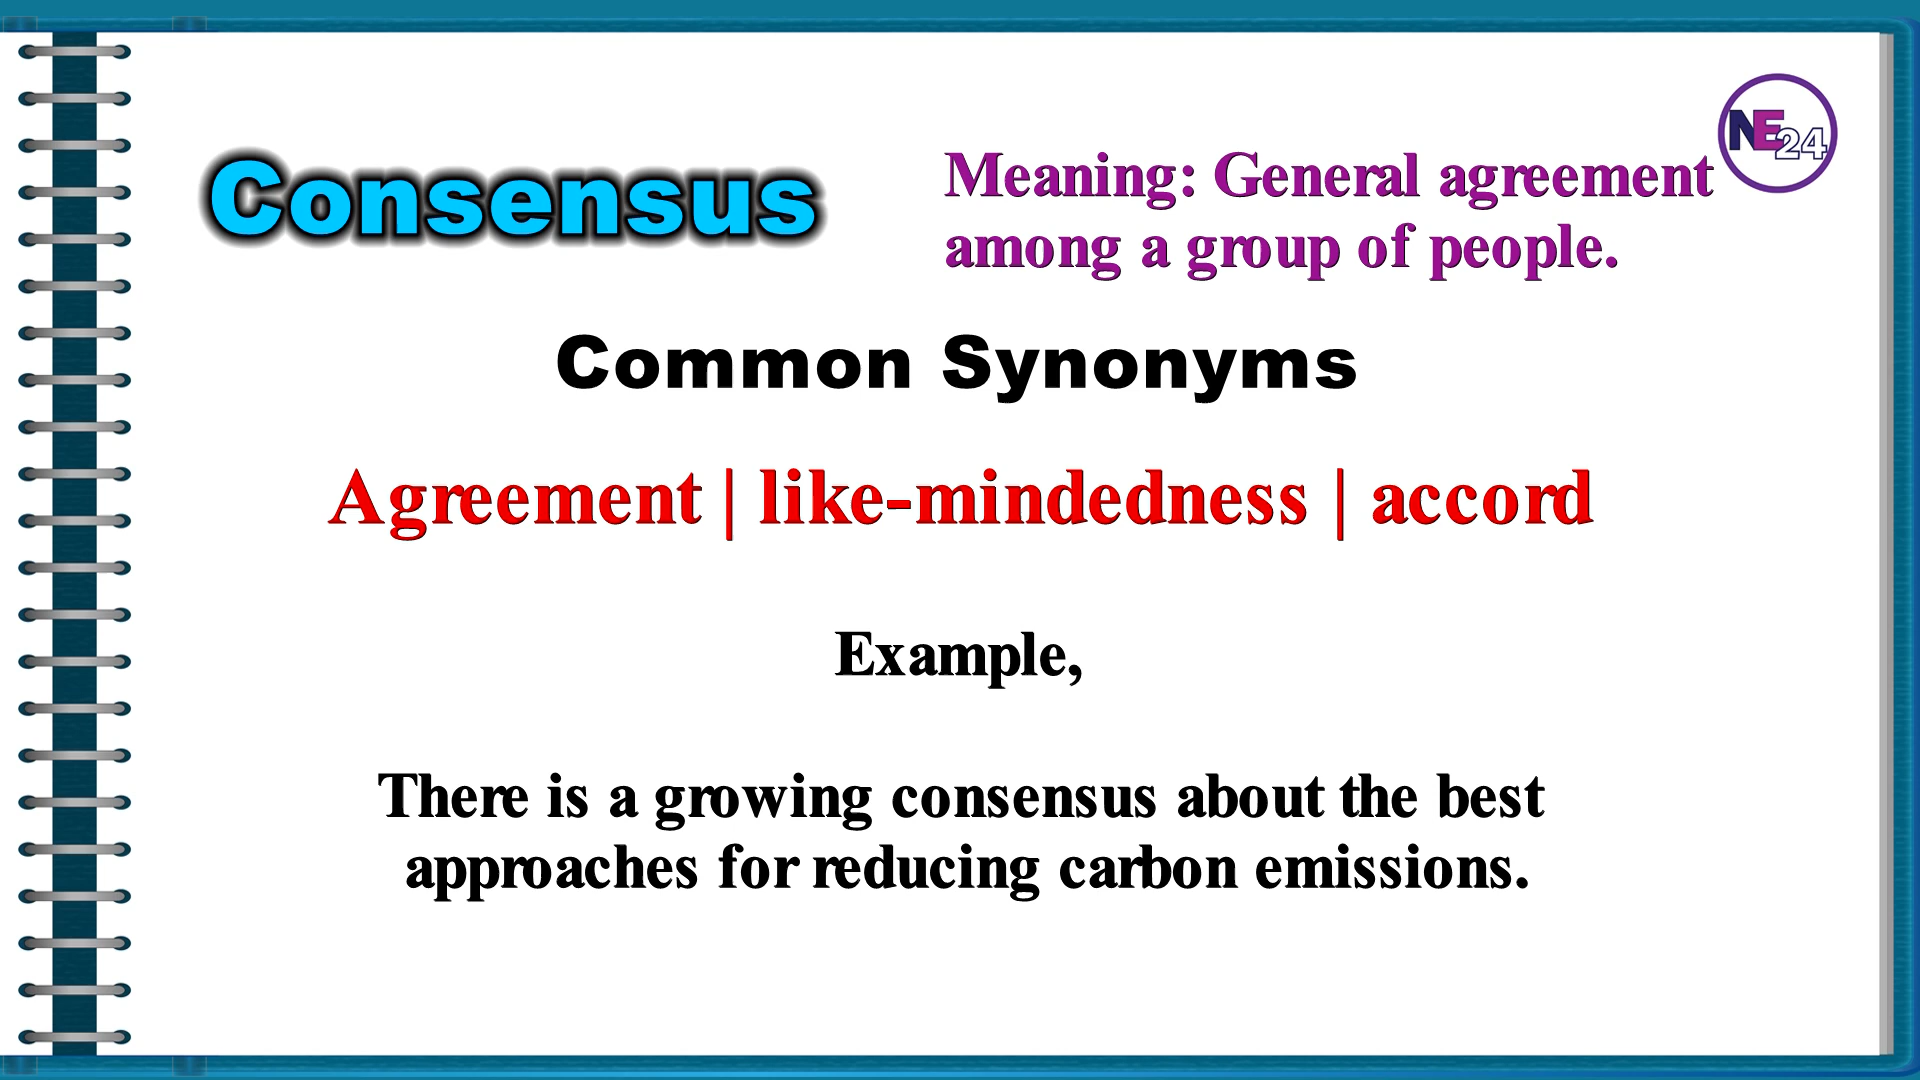 Consensus
Meaning: General agreement
among a group of people.
NE24
Common Synonyms
Agreement | like-mindedness | accord
Example,
There is a growing consensus about the best
approaches for reducing carbon emissions.